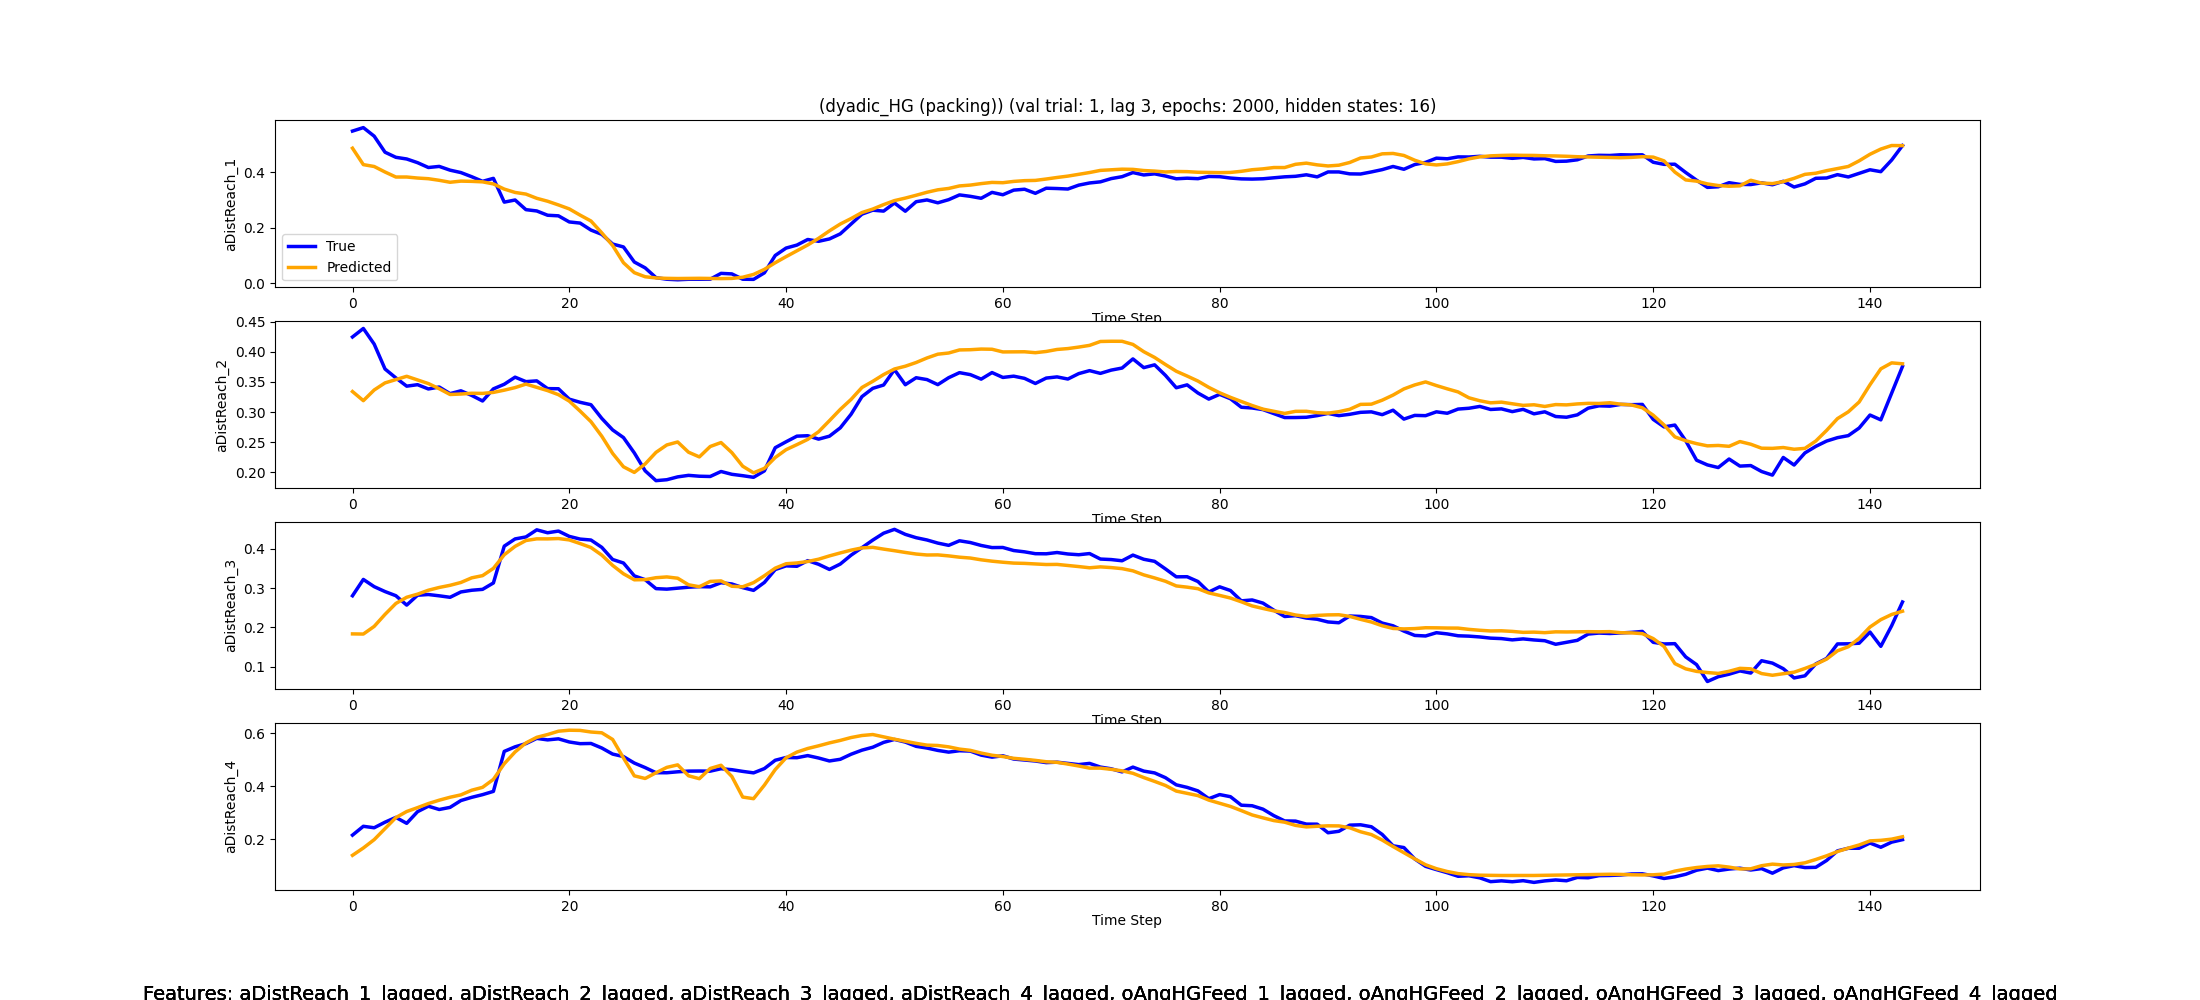 (dyadic_HG (packing)) (val trial: 1, lag 3, epochs: 2000, hidden states: 16)
aDistReach_1
0.4
0.2
0.0
True
Predicted
0 20 40 60 80 100 120 140
Time Step
aDistReach_2
0.45
0.40
0.35
0.30
0.25
0.20
0 20 40 60 80 100 120 140
Time Step
aDistReach_3
0.4
0.3
0.2
0.1
0 20 40 60 80 100 120 140
Time Step
aDistReach_4
0.6
0.4
0.2
0 20 40 60 80 100 120 140
Time Step
Features: aDistReach_1_lagged, aDistReach_2_lagged, aDistReach_3_lagged, aDistReach_4_lagged, oAngHGFeed_1_lagged, oAngHGFeed_2_lagged, oAngHGFeed_3_lagged, oAngHGFeed_4_lagged